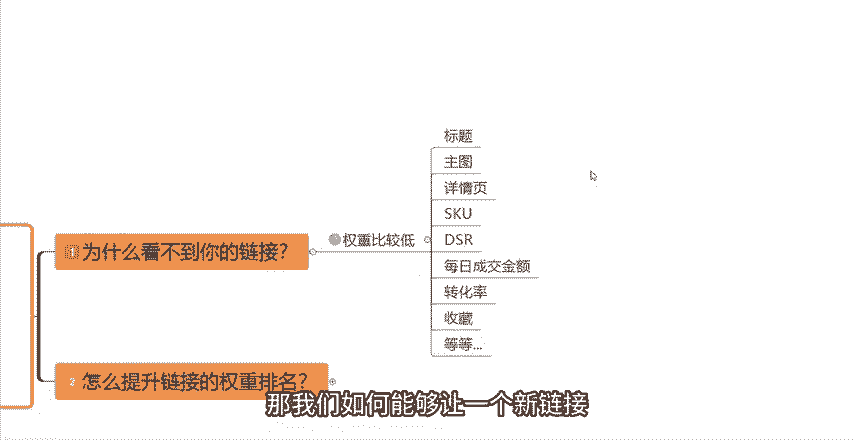 标题
主图
详情页
SKU
1 为什么看不到你的链接?
权重比较低
DSR
每日成交金额
转化率
收藏
等等...
2 怎么提升链接的权重排名?
那我们如何能够让一个新链接